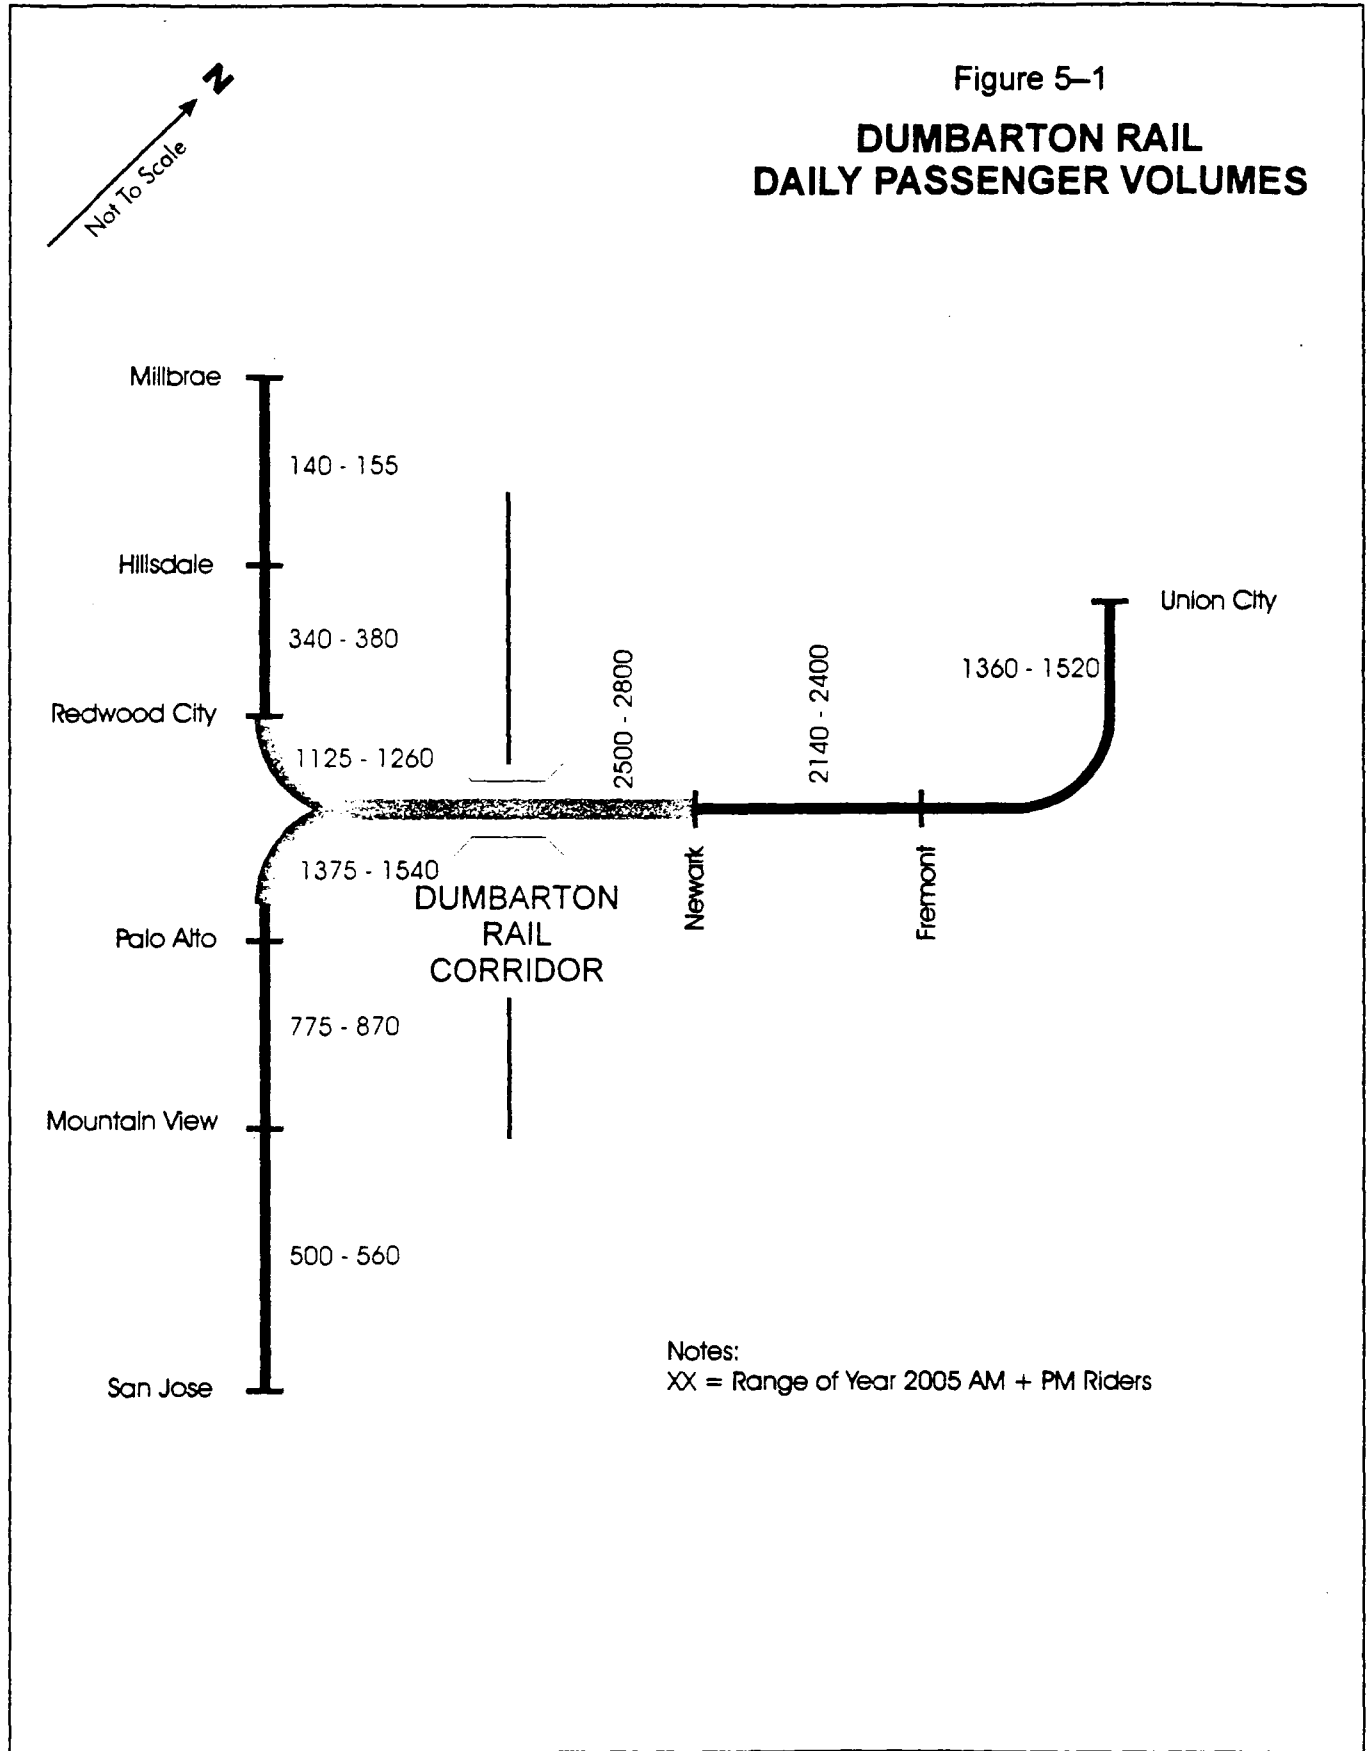 N
Not To Scale
Figure 5–1
DUMBARTON RAIL
DAILY PASSENGER VOLUMES
Millbrae
140 - 155
Hillsdale
340 - 380
Redwood City
1125 - 1260
2500 - 2800
2140 - 2400
1360 - 1520
Union City
1375 - 1540
DUMBARTON
RAIL
CORRIDOR
Newark
Fremont
Palo Alto
775 - 870
Mountain View
500 - 560
San Jose
Notes:
XX = Range of Year 2005 AM + PM Riders